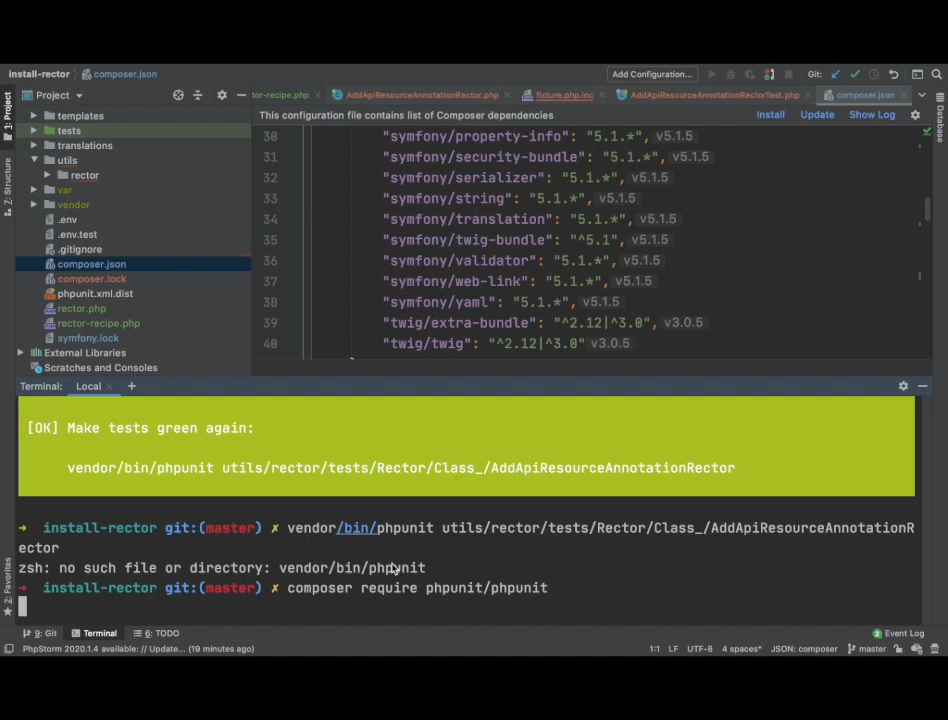 install-rector composer.json Add Configuration... Git:
Project tor-recipe.php AddApiResourceAnnotationRector.php fixture.php.inc AddApiResourceAnnotationRectorTest.php composer.json
1: Project
Z: Structure
2: Favorites
Database
templates
tests
translations
utils
rector
var
vendor
.env
.env.test
.gitignore
composer.json
composer.lock
phpunit.xml.dist
rector.php
rector-recipe.php
symfony.lock
External Libraries
Scratches and Consoles
This configuration file contains list of Composer dependencies Install Update Show Log
30 "symfony/property-info": "5.1.*", v5.1.5
31 "symfony/security-bundle": "5.1.*", v5.1.5
32 "symfony/serializer": "5.1.*", v5.1.5
33 "symfony/string": "5.1.*", v5.1.5
34 "symfony/translation": "5.1.*", v5.1.5
35 "symfony/twig-bundle": "^5.1", v5.1.5
36 "symfony/validator": "5.1.*", v5.1.5
37 "symfony/web-link": "5.1.*", v5.1.5
38 "symfony/yaml": "5.1.*", v5.1.5
39 "twig/extra-bundle": "^2.12|^3.0", v3.0.5
40 "twig/twig": "^2.12|^3.0" v3.0.5
Terminal: Local +
[OK] Make tests green again:
vendor/bin/phpunit utils/rector/tests/Rector/Class_/AddApiResourceAnnotationRector
➜ install-rector git:(master) ✗ vendor/bin/phpunit utils/rector/tests/Rector/Class_/AddApiResourceAnnotationR
ector
zsh: no such file or directory: vendor/bin/phpunit
➜ install-rector git:(master) ✗ composer require phpunit/phpunit
9: Git Terminal 6: TODO 2 Event Log
PhpStorm 2020.1.4 available: // Update... (19 minutes ago) 1:1 LF UTF-8 4 spaces* JSON: composer master